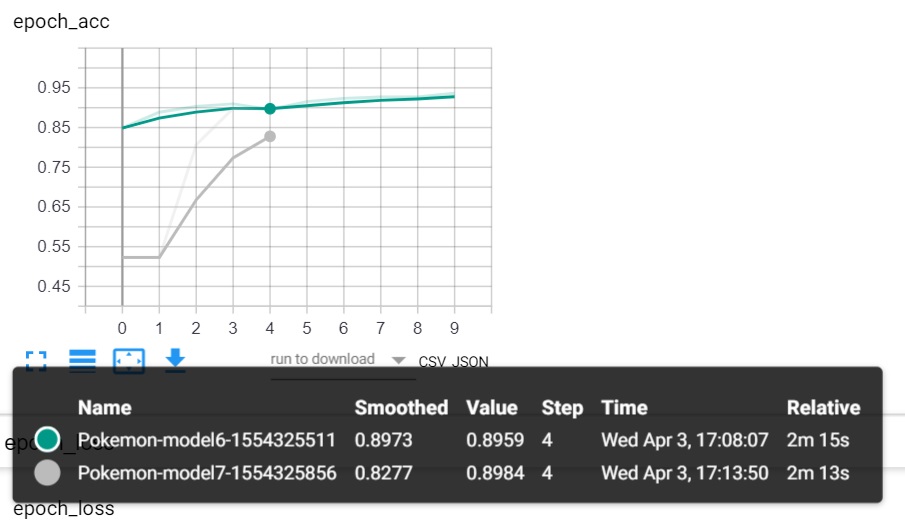 epoch_acc
0.95
0.85
0.75
0.65
0.55
0.45
0 1 2 3 4 5 6 7 8 9
run to download CSV JSON
Name Smoothed Value Step Time Relative
Pokemon-model6-1554325511 0.8973 0.8959 4 Wed Apr 3, 17:08:07 2m 15s
Pokemon-model7-1554325856 0.8277 0.8984 4 Wed Apr 3, 17:13:50 2m 13s
epoch_loss
epoch_loss